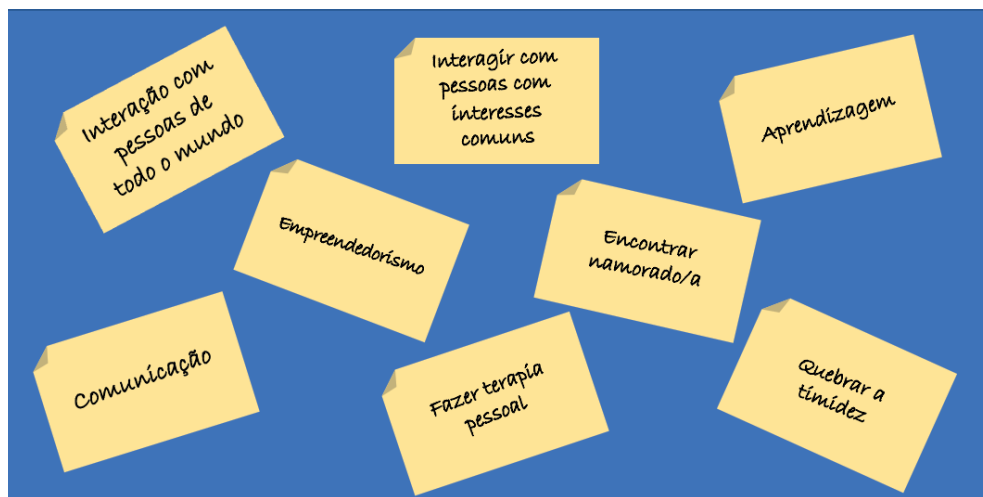 Interação com
pessoas de
todo o mundo
Interagir com
pessoas com
interesses
comuns
Aprendizagem
Empreendedorismo
Encontrar
namorado/a
Comunicação
Fazer terapia
pessoal
Quebrar a
timidez